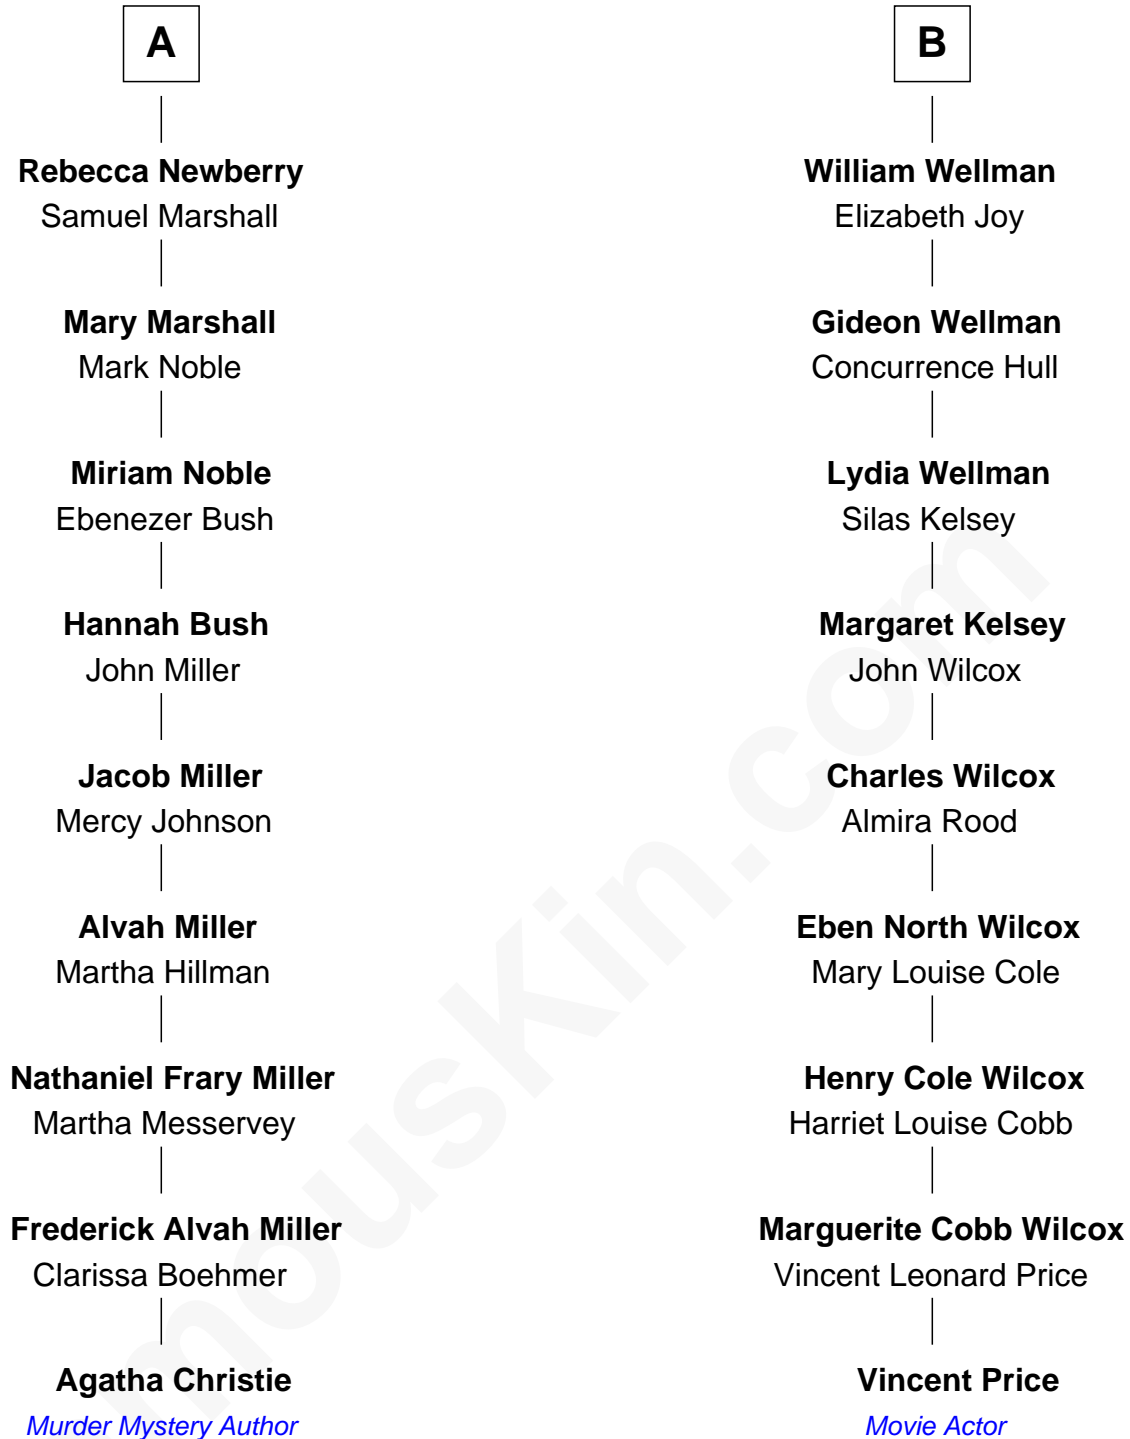 A
Rebecca Newberry
Samuel Marshall
Mary Marshall
Mark Noble
Miriam Noble
Ebenezer Bush
Hannah Bush
John Miller
Jacob Miller
Mercy Johnson
Alvah Miller
Martha Hillman
Nathaniel Frary Miller
Martha Messervey
Frederick Alvah Miller
Clarissa Boehmer
Agatha Christie
Murder Mystery Author
B
William Wellman
Elizabeth Joy
Gideon Wellman
Concurrence Hull
Lydia Wellman
Silas Kelsey
Margaret Kelsey
John Wilcox
Charles Wilcox
Almira Rood
Eben North Wilcox
Mary Louise Cole
Henry Cole Wilcox
Harriet Louise Cobb
Marguerite Cobb Wilcox
Vincent Leonard Price
Vincent Price
Movie Actor
mousKin.com